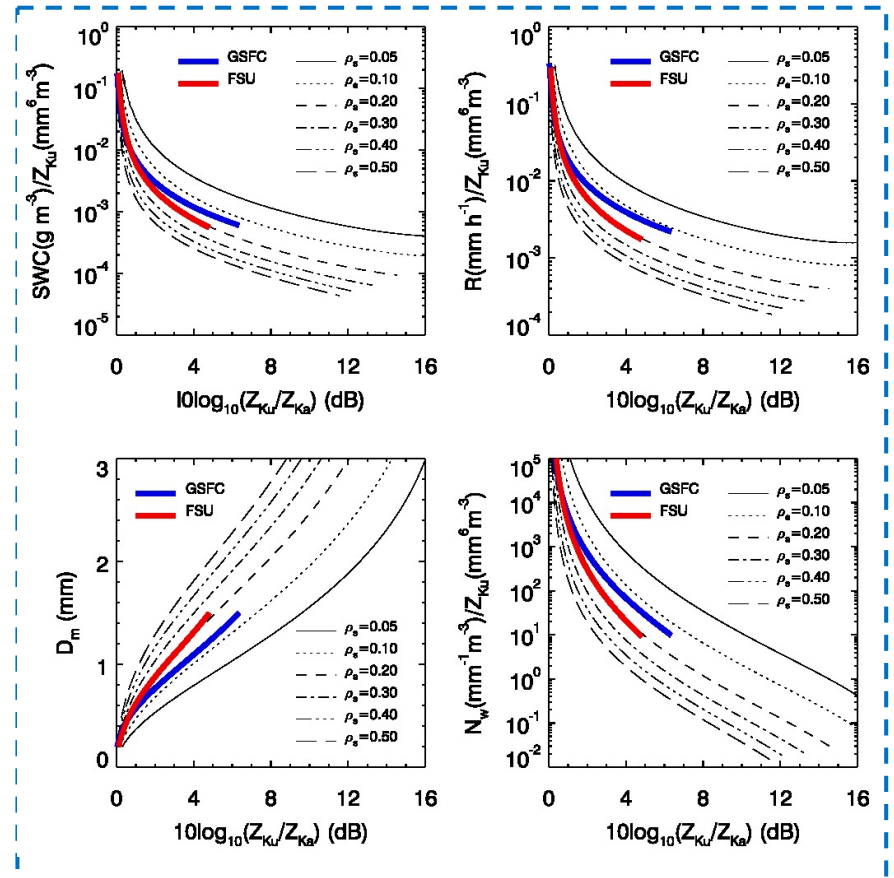 SWC(g m⁻³)/Z_Ku(mm⁶m⁻³)
10⁰
10⁻¹
10⁻²
10⁻³
10⁻⁴
10⁻⁵
GSFC
FSU
ρₛ=0.05
ρₐ=0.10
ρₐ=0.20
ρₛ=0.30
ρₛ=0.40
ρₛ=0.50
0 4 8 12 16
l0log₁₀(Z_Ku/Z_Ka) (dB)
R(mm h⁻¹)/Z_Ku(mm⁶m⁻³)
10⁰
10⁻¹
10⁻²
10⁻³
10⁻⁴
GSFC
FSU
ρₛ=0.05
ρₐ=0.10
ρₐ=0.20
ρₛ=0.30
ρₛ=0.40
ρₛ=0.50
0 4 8 12 16
10log₁₀(Z_Ku/Z_Ka) (dB)
D_m (mm)
3
2
1
0
GSFC
FSU
ρₛ=0.05
ρₐ=0.10
ρₐ=0.20
ρₛ=0.30
ρₛ=0.40
ρₛ=0.50
0 4 8 12 16
10log₁₀(Z_Ku/Z_Ka) (dB)
N_w(mm⁻¹m⁻³)/Z_Ku(mm⁶m⁻³)
10⁵
10⁴
10³
10²
10¹
10⁰
10⁻¹
10⁻²
GSFC
FSU
ρₛ=0.05
ρₐ=0.10
ρₐ=0.20
ρₛ=0.30
ρₛ=0.40
ρₛ=0.50
0 4 8 12 16
10log₁₀(Z_Ku/Z_Ka) (dB)